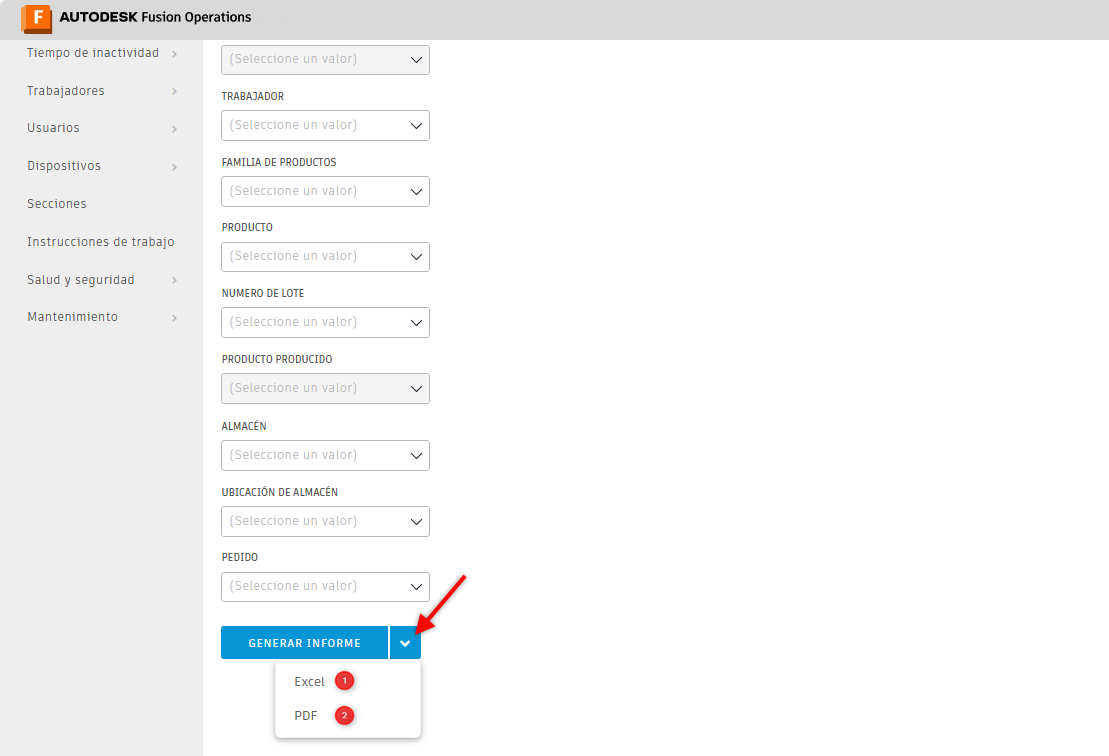 F AUTODESK Fusion Operations
Tiempo de inactividad
Trabajadores
Usuarios
Dispositivos
Secciones
Instrucciones de trabajo
Salud y seguridad
Mantenimiento
(Seleccione un valor)
TRABAJADOR
(Seleccione un valor)
FAMILIA DE PRODUCTOS
(Seleccione un valor)
PRODUCTO
(Seleccione un valor)
NUMERO DE LOTE
(Seleccione un valor)
PRODUCTO PRODUCIDO
(Seleccione un valor)
ALMACÉN
(Seleccione un valor)
UBICACIÓN DE ALMACÉN
(Seleccione un valor)
PEDIDO
(Seleccione un valor)
GENERAR INFORME
Excel 1
PDF 2